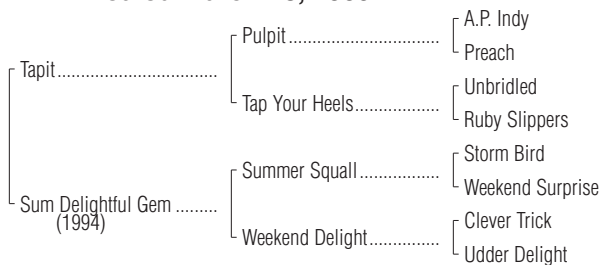 Pulpit
A.P. Indy
Preach
Tapit
Tap Your Heels
Unbridled
Ruby Slippers
Summer Squall
Storm Bird
Weekend Surprise
Sum Delightful Gem
(1994)
Weekend Delight
Clever Trick
Udder Delight